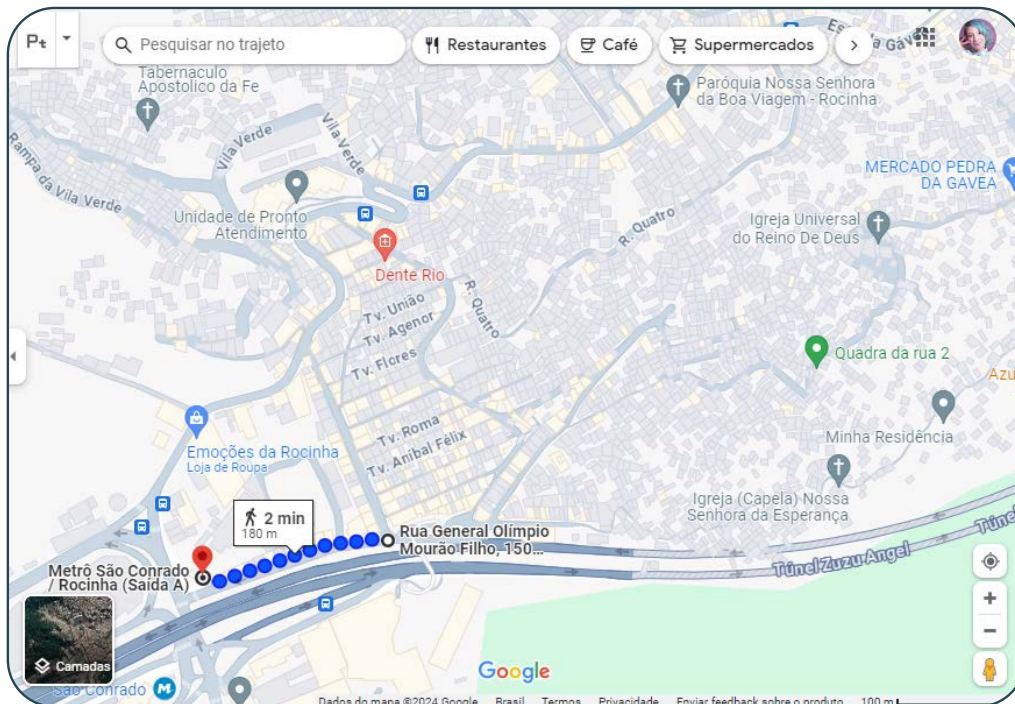 Pt
Pesquisar no trajeto
Restaurantes
Café
Supermercados
Tabernaculo
Apostolico da Fe
Paróquia Nossa Senhora
da Boa Viagem - Rocinha
Vila Verde
Vila Verde
Rampa da Vila Verde
MERCADO PEDRA
DA GAVEA
Unidade de Pronto
Atendimento
Igreja Universal
do Reino De Deus
R. Quatro
Dente Rio
R. Quatro
Tv. União
Tv. Agenor
Tv. Flores
Quadra da rua 2
Azu
Tv. Roma
Tv. Aníbal Félix
Minha Residência
Emoções da Rocinha
Loja de Roupa
Igreja (Capela) Nossa
Senhora da Esperança
2 min
180 m
Rua General Olímpio
Mourão Filho, 150...
Metrô São Conrado
/ Rocinha (Saída A)
Túnel Zuzu Angel
Túne
Camadas
São Conrado
M
Google
Dados do mapa ©2024 Google Brasil Termos Privacidade Enviar feedback sobre o produto 100 m